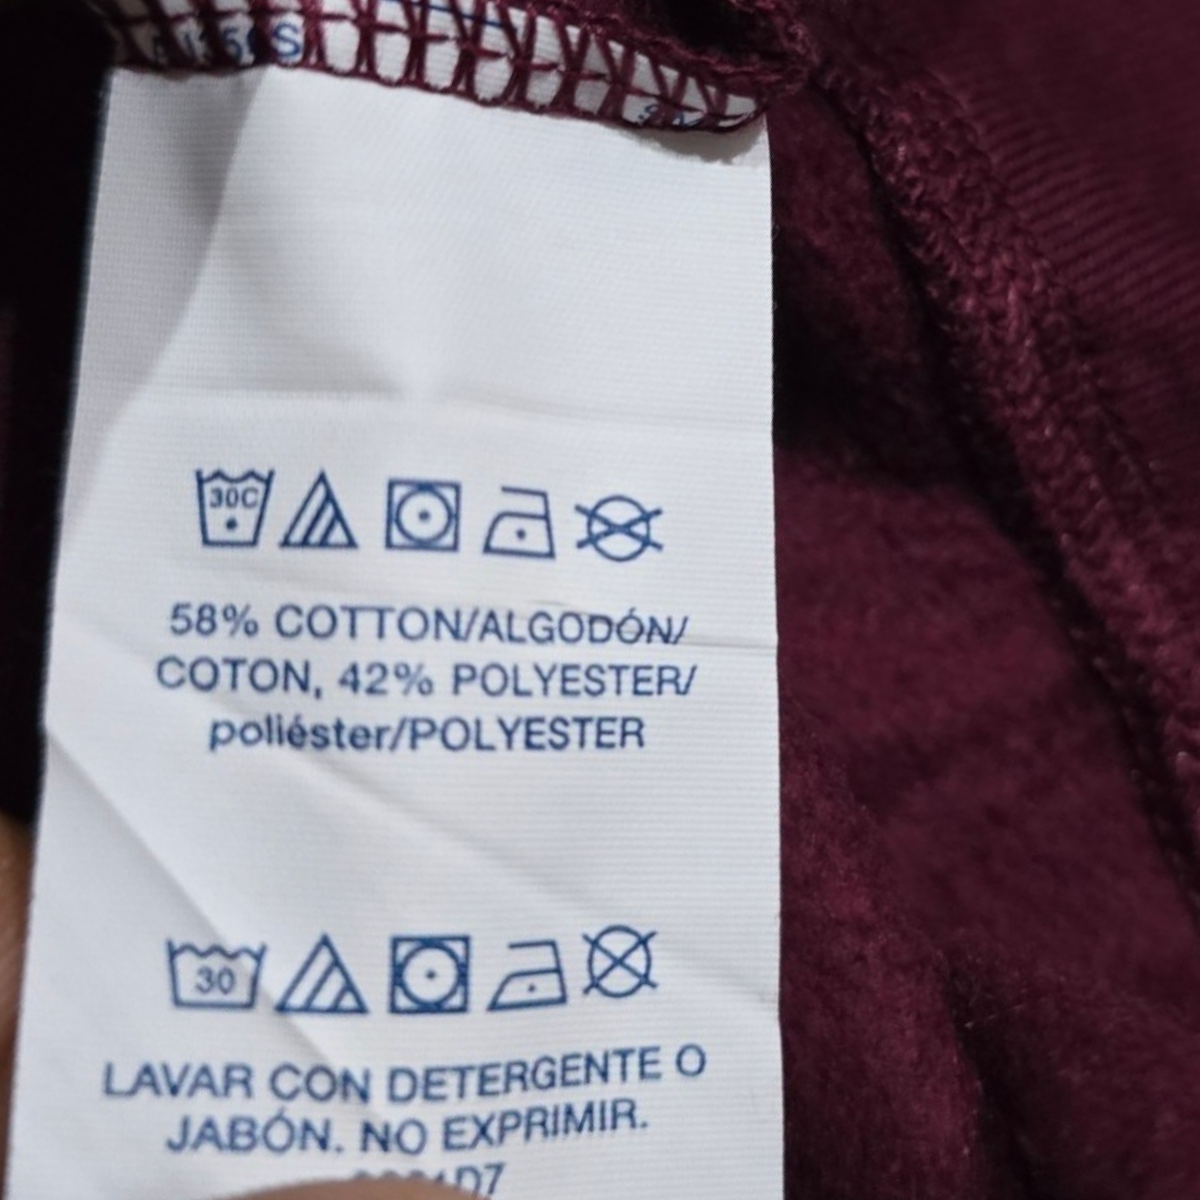 30C
58% COTTON/ALGODÓN/
COTON, 42% POLYESTER/
poliéster/POLYESTER
30
LAVAR CON DETERGENTE O
JABÓN. NO EXPRIMIR.